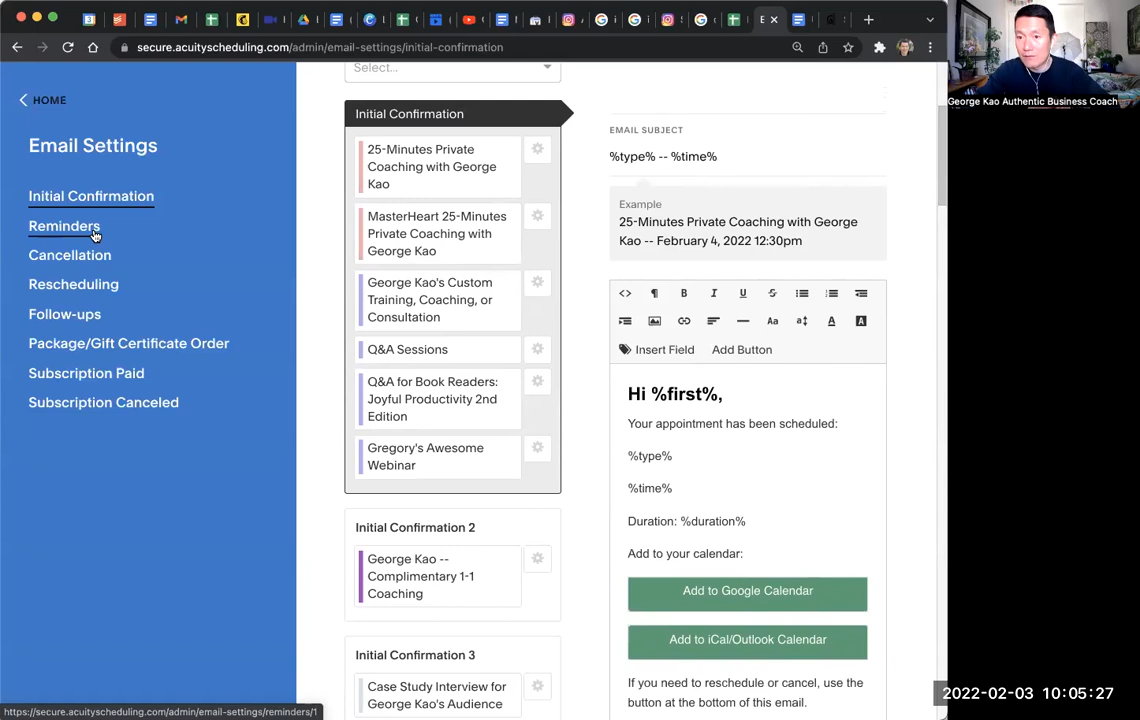 secure.acuityscheduling.com/admin/email-settings/initial-confirmation
George Kao Authentic Business Coach
HOME
Email Settings
Initial Confirmation
Reminders
Cancellation
Rescheduling
Follow-ups
Package/Gift Certificate Order
Subscription Paid
Subscription Canceled
Select...
Initial Confirmation
25-Minutes Private
Coaching with George
Kao
MasterHeart 25-Minutes
Private Coaching with
George Kao
George Kao's Custom
Training, Coaching, or
Consultation
Q&A Sessions
Q&A for Book Readers:
Joyful Productivity 2nd
Edition
Gregory's Awesome
Webinar
Initial Confirmation 2
George Kao --
Complimentary 1-1
Coaching
Initial Confirmation 3
Case Study Interview for
George Kao's Audience
EMAIL SUBJECT
%type% -- %time%
Example
25-Minutes Private Coaching with George
Kao -- February 4, 2022 12:30pm
Insert Field Add Button
Hi %first%,
Your appointment has been scheduled:
%type%
%time%
Duration: %duration%
Add to your calendar:
Add to Google Calendar
Add to iCal/Outlook Calendar
If you need to reschedule or cancel, use the
button at the bottom of this email.
https://secure.acuityscheduling.com/admin/email-settings/reminders/1
2022-02-03 10:05:27